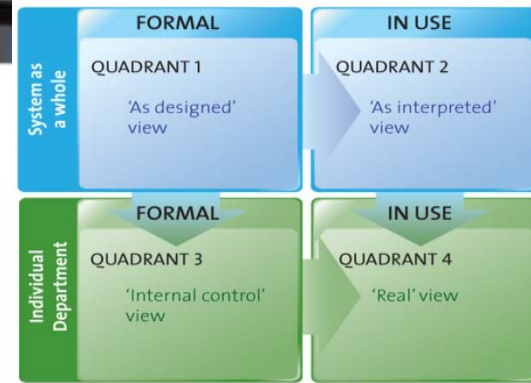 System as
a whole
FORMAL
QUADRANT 1
'As designed'
view
IN USE
QUADRANT 2
'As interpreted'
view
Individual
Department
FORMAL
QUADRANT 3
'Internal control'
view
IN USE
QUADRANT 4
'Real' view